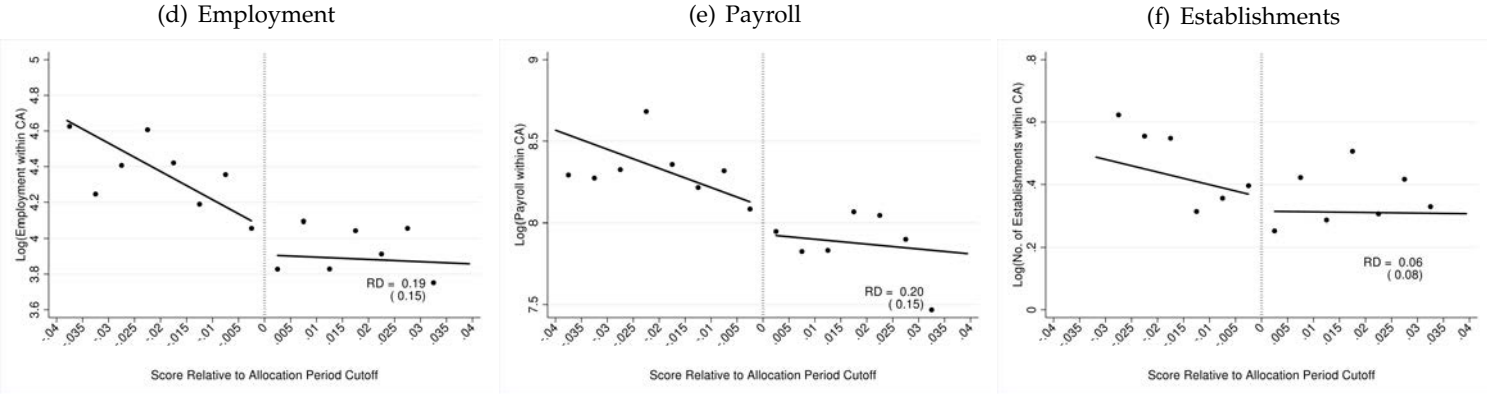 (d) Employment
Log(Employment within CA)
5
4.8
4.6
4.4
4.2
4
3.8
3.6
RD = 0.19
( 0.15)
-.04 -.035 -.03 -.025 -.02 -.015 -.01 -.005 0 .005 .01 .015 .02 .025 .03 .035 .04
Score Relative to Allocation Period Cutoff
(e) Payroll
Log(Payroll within CA)
9
8.5
8
7.5
RD = 0.20
( 0.15)
-.04 -.035 -.03 -.025 -.02 -.015 -.01 -.005 0 .005 .01 .015 .02 .025 .03 .035 .04
Score Relative to Allocation Period Cutoff
(f) Establishments
Log(No. of Establishments within CA)
.8
.6
.4
.2
0
RD = 0.06
( 0.08)
-.04 -.035 -.03 -.025 -.02 -.015 -.01 -.005 0 .005 .01 .015 .02 .025 .03 .035 .04
Score Relative to Allocation Period Cutoff